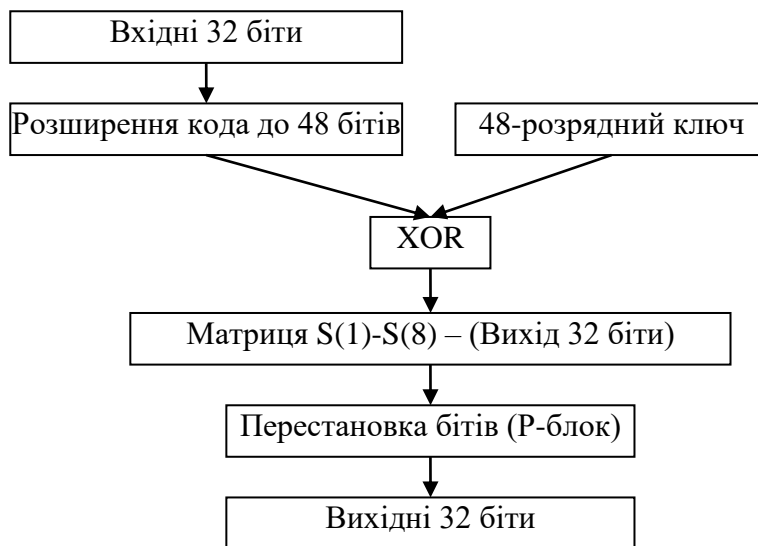 Вхідні 32 біти
Розширення кода до 48 бітів
48-розрядний ключ
XOR
Матриця S(1)-S(8) – (Вихід 32 біти)
Перестановка бітів (Р-блок)
Вихідні 32 біти